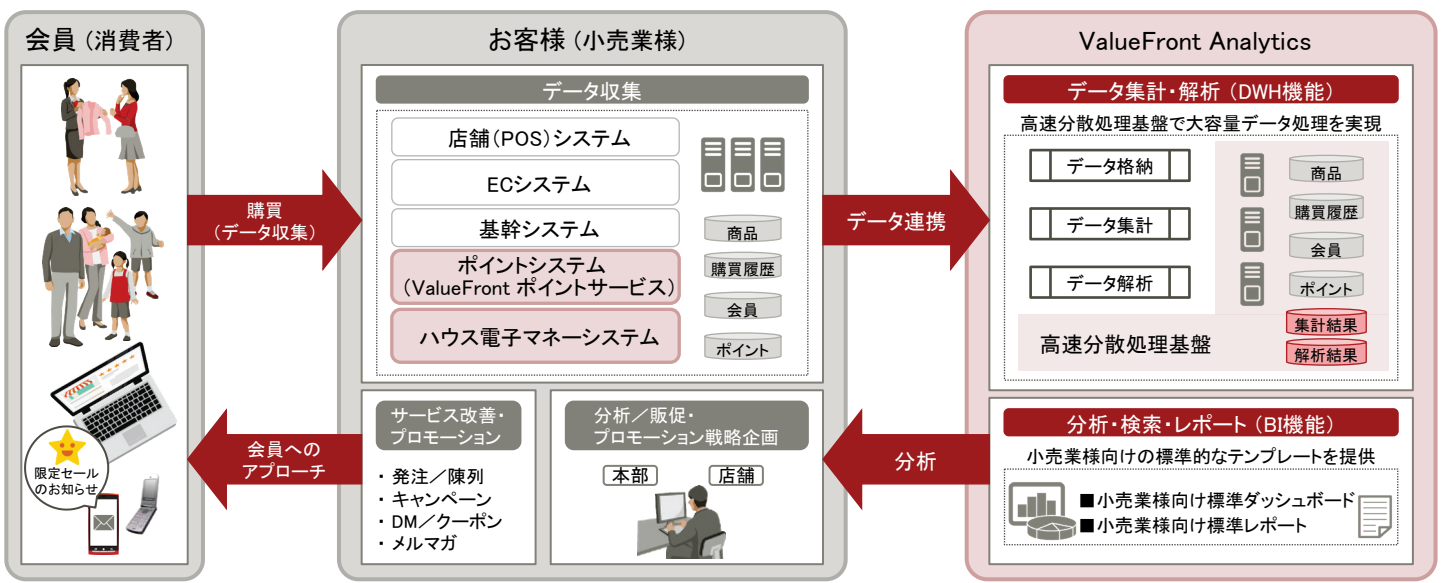 会員（消費者）
購買
（データ収集）
会員への
アプローチ
限定セール
のお知らせ
お客様（小売業様）
データ収集
店舗（POS）システム
ECシステム
基幹システム
ポイントシステム
（ValueFront ポイントサービス）
ハウス電子マネーシステム
商品
購買履歴
会員
ポイント
サービス改善・
プロモーション
・ 発注／陳列
・ キャンペーン
・ DM／クーポン
・ メルマガ
分析／販促・
プロモーション戦略企画
本部
店舗
データ連携
分析
ValueFront Analytics
データ集計・解析（DWH機能）
高速分散処理基盤で大容量データ処理を実現
データ格納
データ集計
データ解析
高速分散処理基盤
商品
購買履歴
会員
ポイント
集計結果
解析結果
分析・検索・レポート（BI機能）
小売業様向けの標準的なテンプレートを提供
■小売業様向け標準ダッシュボード
■小売業様向け標準レポート